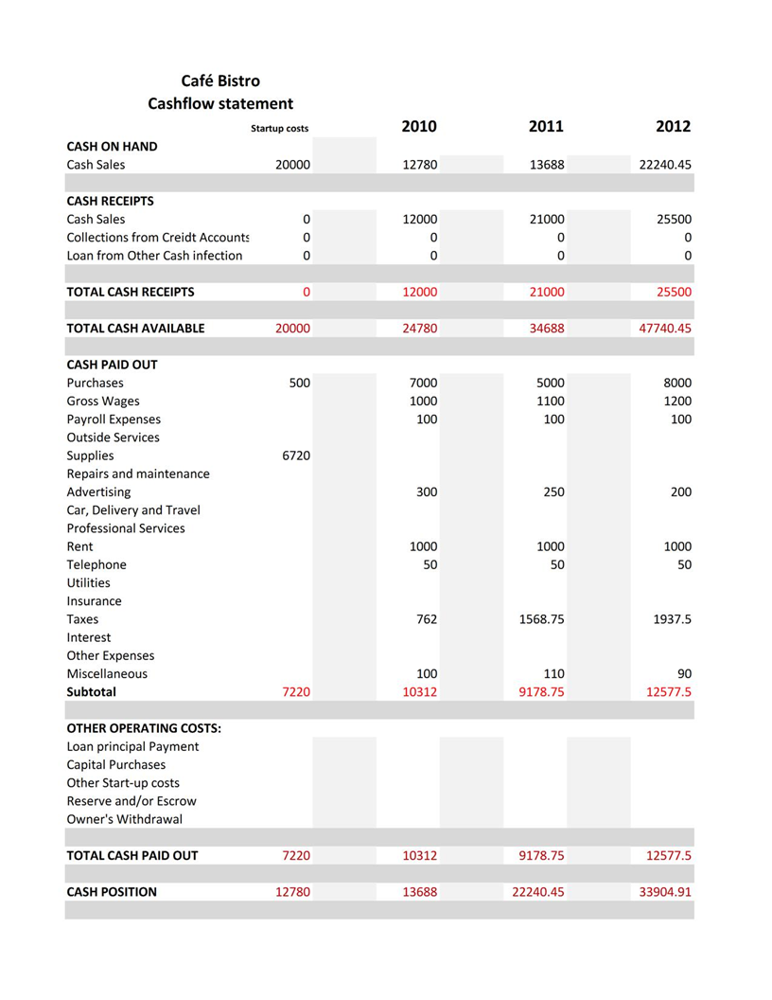 Café Bistro
Cashflow statement
Startup costs 2010 2011 2012
CASH ON HAND
Cash Sales 20000 12780 13688 22240.45
CASH RECEIPTS
Cash Sales 0 12000 21000 25500
Collections from Creidt Accounts 0 0 0 0
Loan from Other Cash infection 0 0 0 0
TOTAL CASH RECEIPTS 0 12000 21000 25500
TOTAL CASH AVAILABLE 20000 24780 34688 47740.45
CASH PAID OUT
Purchases 500 7000 5000 8000
Gross Wages 1000 1100 1200
Payroll Expenses 100 100 100
Outside Services
Supplies 6720
Repairs and maintenance
Advertising 300 250 200
Car, Delivery and Travel
Professional Services
Rent 1000 1000 1000
Telephone 50 50 50
Utilities
Insurance
Taxes 762 1568.75 1937.5
Interest
Other Expenses
Miscellaneous 100 110 90
Subtotal 7220 10312 9178.75 12577.5
OTHER OPERATING COSTS:
Loan principal Payment
Capital Purchases
Other Start-up costs
Reserve and/or Escrow
Owner's Withdrawal
TOTAL CASH PAID OUT 7220 10312 9178.75 12577.5
CASH POSITION 12780 13688 22240.45 33904.91